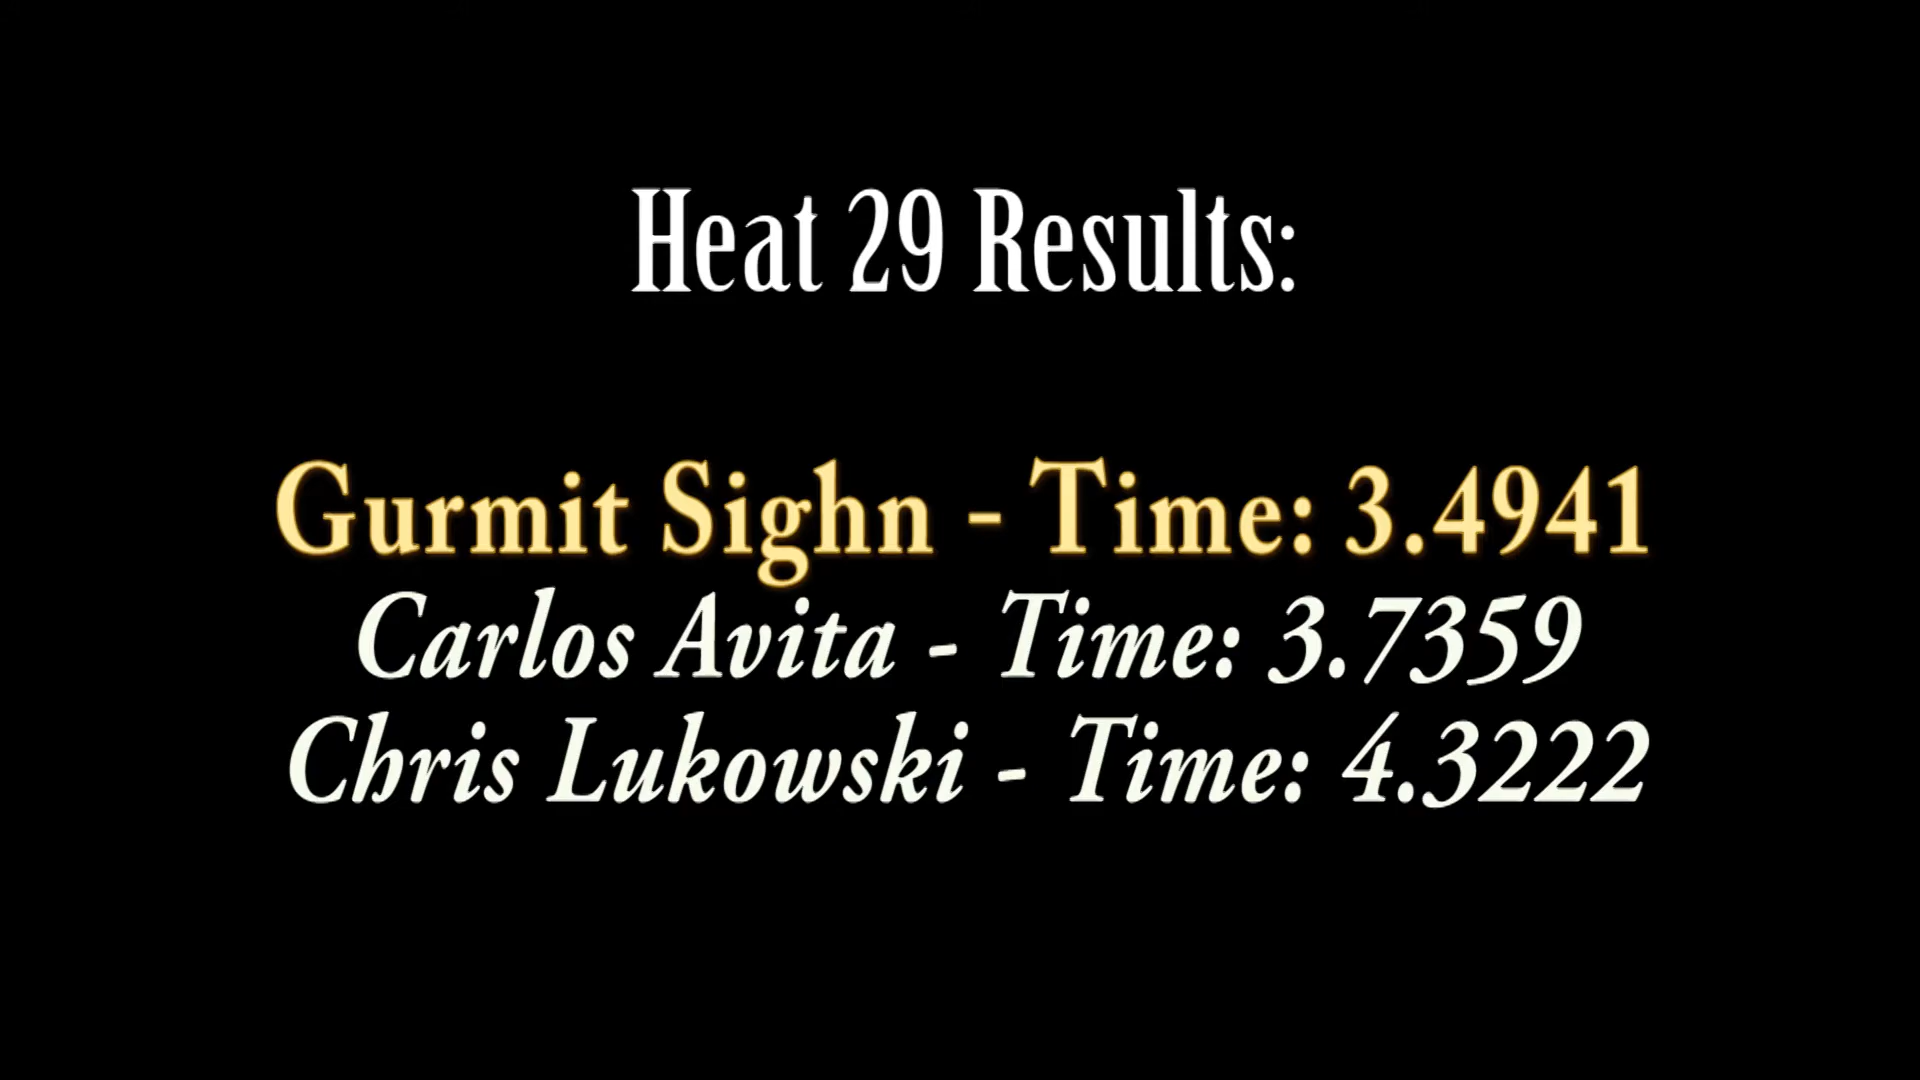 Heat 29 Results:
Gurmit Sighn - Time: 3.4941
Carlos Avita - Time: 3.7359
Chris Lukowski - Time: 4.3222